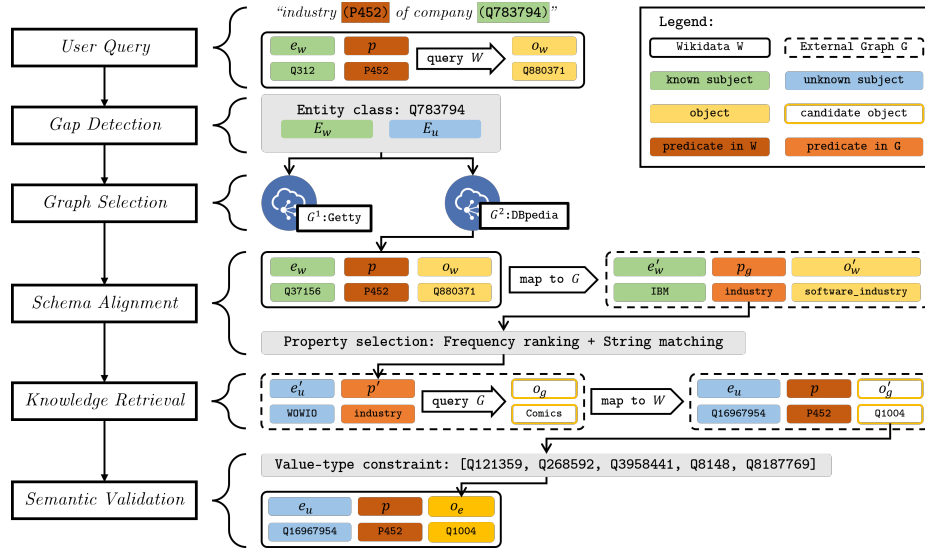 “industry (P452) of company (Q783794)”
User Query
e_w p o_w
query W
Q312 P452 Q880371
Legend:
Wikidata W External Graph G
known subject unknown subject
object candidate object
predicate in W predicate in G
Gap Detection
Entity class: Q783794
E_w E_u
Graph Selection
G¹:Getty G²:DBpedia
Schema Alignment
e_w p o_w
map to G
e′_w p_g o′_w
Q37156 P452 Q880371
IBM industry software_industry
Property selection: Frequency ranking + String matching
Knowledge Retrieval
e′_u p′ o_g
query G
WOWIO industry Comics
map to W
e_u p o′_g
Q16967954 P452 Q1004
Semantic Validation
Value-type constraint: [Q121359, Q268592, Q3958441, Q8148, Q8187769]
e_u p o_e
Q16967954 P452 Q1004